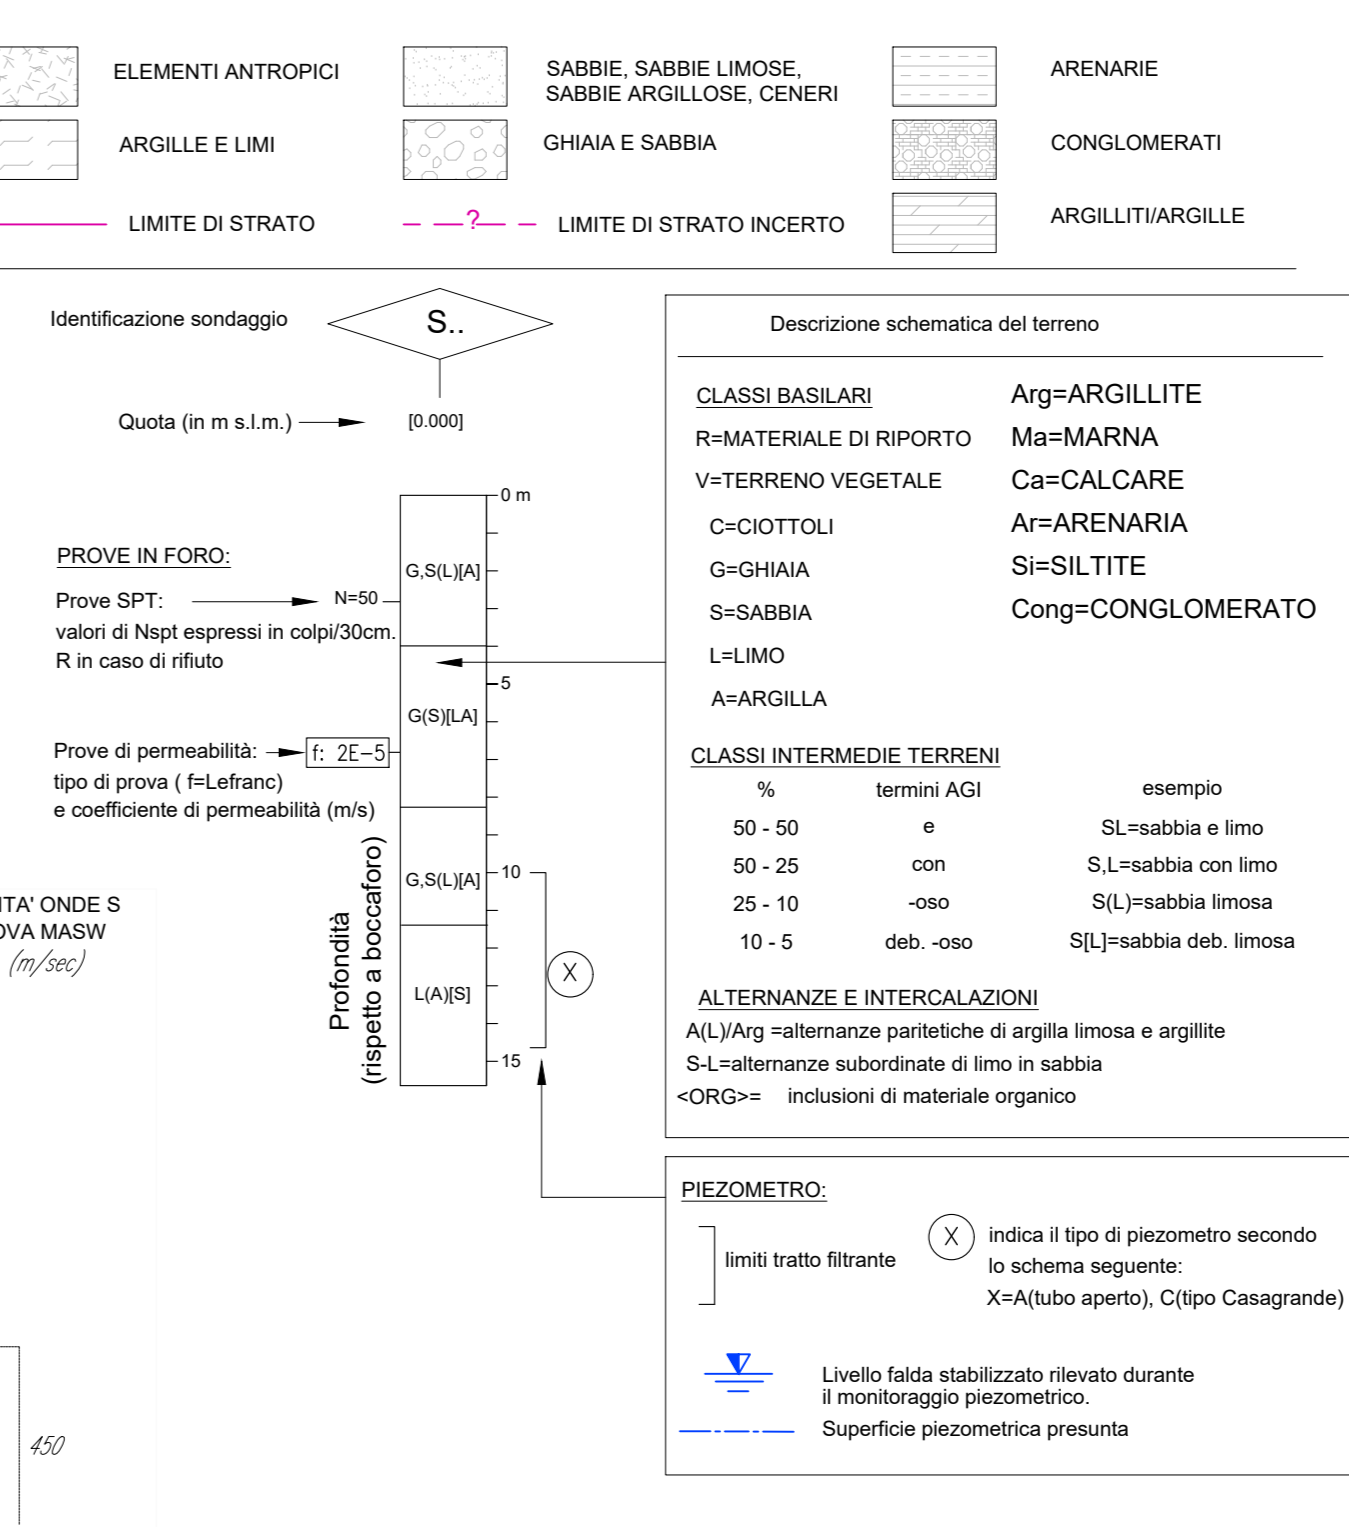 ELEMENTI ANTROPICI
SABBIE, SABBIE LIMOSE,
SABBIE ARGILLOSE, CENERI
ARENARIE
ARGILLE E LIMI
GHIAIA E SABBIA
CONGLOMERATI
LIMITE DI STRATO
?
LIMITE DI STRATO INCERTO
ARGILLITI/ARGILLE
Identificazione sondaggio
S..
Quota (in m s.l.m.)
[0.000]
0 m
G,S(L)[A]
PROVE IN FORO:
Prove SPT:
N=50
valori di Nspt espressi in colpi/30cm.
R in caso di rifiuto
5
G(S)[LA]
Prove di permeabilità:
f: 2E-5
tipo di prova ( f=Lefranc)
e coefficiente di permeabilità (m/s)
G,S(L)[A]
10
Profondità
(rispetto a boccaforo)
L(A)[S]
X
15
ITA' ONDE S
OVA MASW
(m/sec)
450
Descrizione schematica del terreno
CLASSI BASILARI
R=MATERIALE DI RIPORTO
V=TERRENO VEGETALE
C=CIOTTOLI
G=GHIAIA
S=SABBIA
L=LIMO
A=ARGILLA
Arg=ARGILLITE
Ma=MARNA
Ca=CALCARE
Ar=ARENARIA
Si=SILTITE
Cong=CONGLOMERATO
CLASSI INTERMEDIE TERRENI
% termini AGI esempio
50 - 50 e SL=sabbia e limo
50 - 25 con S,L=sabbia con limo
25 - 10 -oso S(L)=sabbia limosa
10 - 5 deb. -oso S[L]=sabbia deb. limosa
ALTERNANZE E INTERCALAZIONI
A(L)/Arg =alternanze paritetiche di argilla limosa e argillite
S-L=alternanze subordinate di limo in sabbia
<ORG>= inclusioni di materiale organico
PIEZOMETRO:
limiti tratto filtrante
X
indica il tipo di piezometro secondo
lo schema seguente:
X=A(tubo aperto), C(tipo Casagrande)
Livello falda stabilizzato rilevato durante
il monitoraggio piezometrico.
Superficie piezometrica presunta